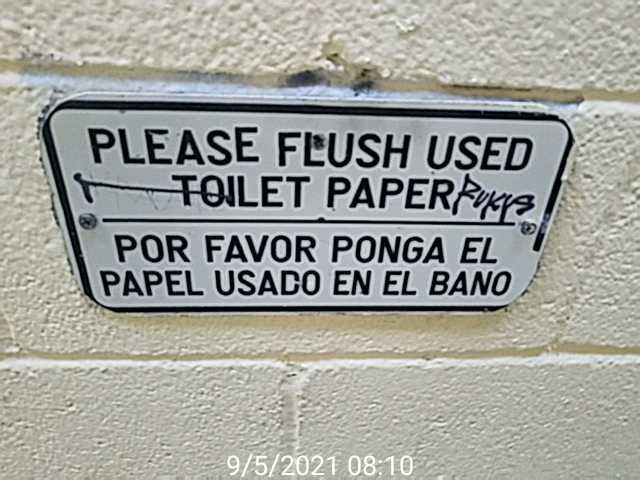 PLEASE FLUSH USED
TOILET PAPER
POR FAVOR PONGA EL
PAPEL USADO EN EL BANO
9/5/2021 08:10